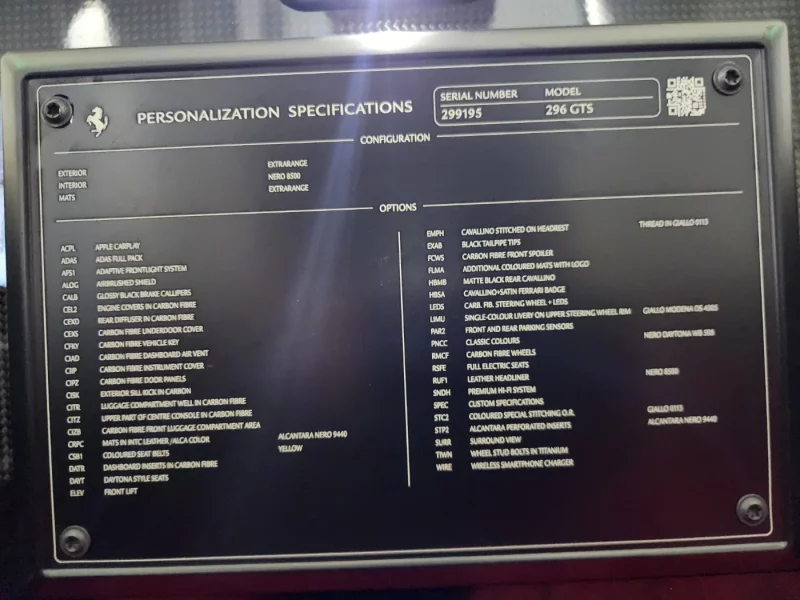 PERSONALIZATION SPECIFICATIONS
SERIAL NUMBER MODEL
299195 296 GTS
CONFIGURATION
EXTERIOR EXTRARANGE
INTERIOR NERO 8500
MATS EXTRARANGE
OPTIONS
ACPL APPLE CARPLAY
ADAS ADAS FULL PACK
AFS1 ADAPTIVE FRONTLIGHT SYSTEM
ALOG AIRBRUSHED SHIELD
CALB GLOSSY BLACK BRAKE CALLIPERS
CEL2 ENGINE COVERS IN CARBON FIBRE
CEXD REAR DIFFUSER IN CARBON FIBRE
CEXS CARBON FIBRE UNDERDOOR COVER
CFKY CARBON FIBRE VEHICLE KEY
CIAD CARBON FIBRE DASHBOARD AIR VENT
CIIP CARBON FIBRE INSTRUMENT COVER
CIPZ CARBON FIBRE DOOR PANELS
CISK EXTERIOR SILL KICK IN CARBON
CITR LUGGAGE COMPARTMENT WELL IN CARBON FIBRE
CITZ UPPER PART OF CENTRE CONSOLE IN CARBON FIBRE
CIZB CARBON FIBRE FRONT LUGGAGE COMPARTMENT AREA
CRPC MATS IN INTC LEATHER /ALCA COLOR ALCANTARA NERO 9440
CSB1 COLOURED SEAT BELTS YELLOW
DATR DASHBOARD INSERTS IN CARBON FIBRE
DAYT DAYTONA STYLE SEATS
ELEV FRONT LIFT
EMPH CAVALLINO STITCHED ON HEADREST THREAD IN GIALLO 0115
EXAB BLACK TAILPIPE TIPS
FCWS CARBON FIBRE FRONT SPOILER
FLMA ADDITIONAL COLOURED MATS WITH LOGO
HBMB MATTE BLACK REAR CAVALLINO
HBSA CAVALLINO+SATIN FERRARI BADGE
LEDS CARB. FIB. STEERING WHEEL + LEDS
LIMU SINGLE-COLOUR LIVERY ON UPPER STEERING WHEEL RIM GIALLO MODENA DS 4305
PAR2 FRONT AND REAR PARKING SENSORS
PNCC CLASSIC COLOURS NERO DAYTONA WB 508
RMCF CARBON FIBRE WHEELS
RSFE FULL ELECTRIC SEATS
RUF1 LEATHER HEADLINER NERO 8500
SNDH PREMIUM HI-FI SYSTEM
SPEC CUSTOM SPECIFICATIONS
STC2 COLOURED SPECIAL STITCHING O.R. GIALLO 0115
STP2 ALCANTARA PERFORATED INSERTS ALCANTARA NERO 9440
SURR SURROUND VIEW
TIWN WHEEL STUD BOLTS IN TITANIUM
WIRE WIRELESS SMARTPHONE CHARGER